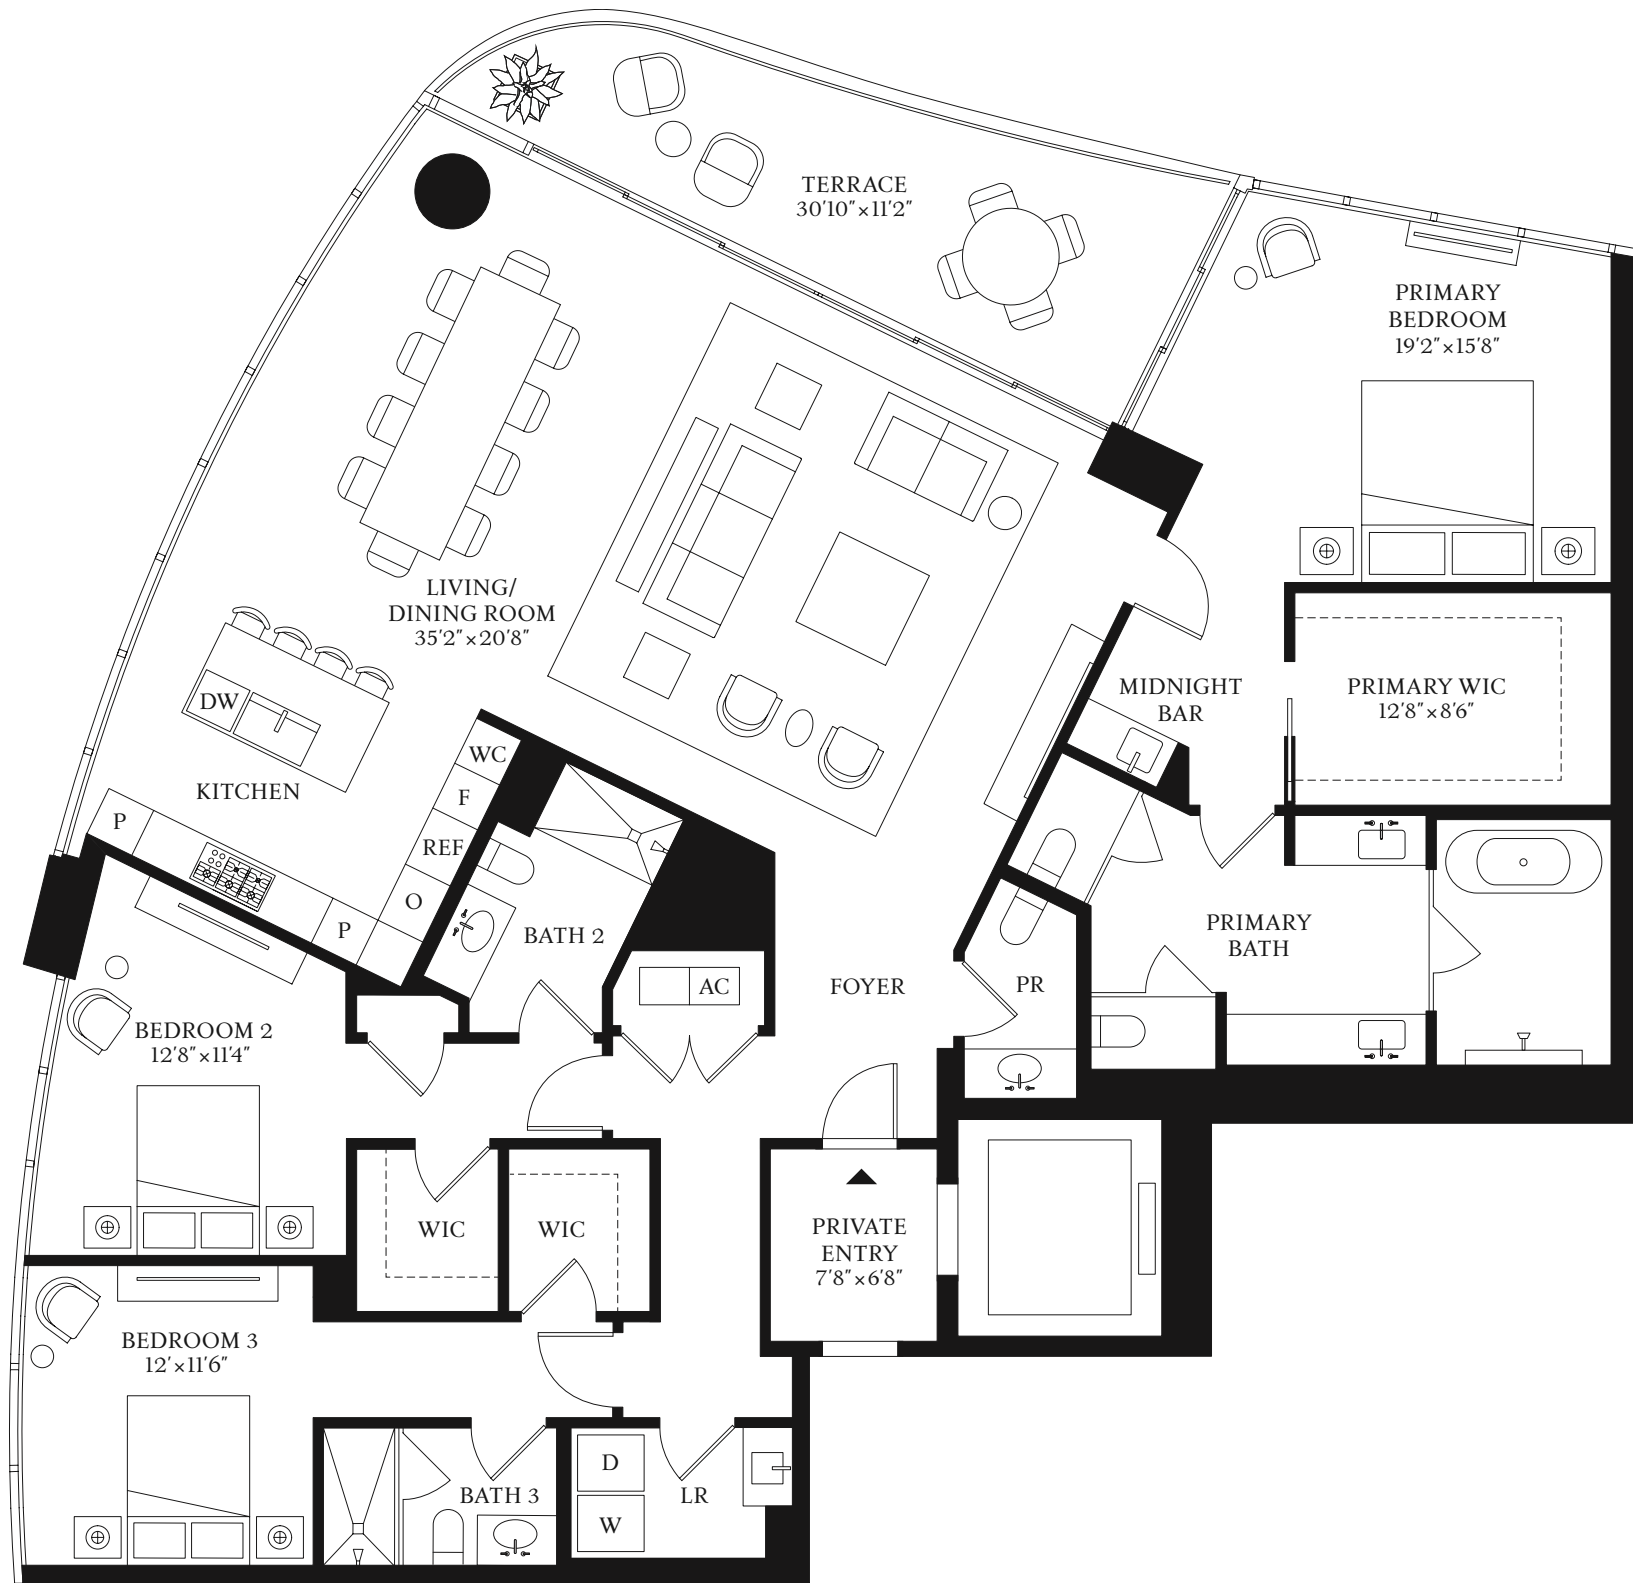 TERRACE
30'10"×11'2"
PRIMARY
BEDROOM
19'2"×15'8"
LIVING/
DINING ROOM
35'2"×20'8"
MIDNIGHT
BAR
PRIMARY WIC
12'8"×8'6"
DW
KITCHEN
WC
F
REF
O
P
P
BATH 2
AC
FOYER
PR
PRIMARY
BATH
BEDROOM 2
12'8"×11'4"
WIC
WIC
PRIVATE
ENTRY
7'8"×6'8"
BEDROOM 3
12'×11'6"
BATH 3
D
W
LR